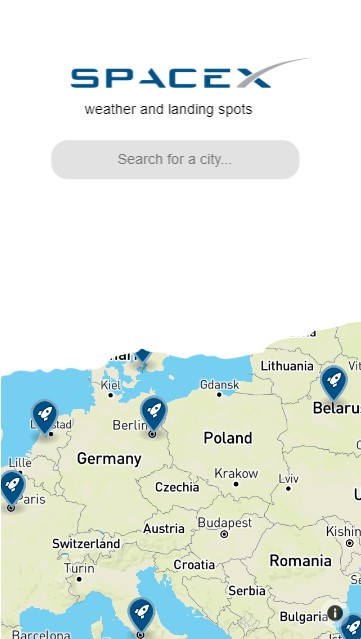 SPACEX
weather and landing spots
Search for a city...
Lithuania
Kiel
Gdansk
Belaru
Berlin
Poland
Germany
Lille
Krakow
Lviv
Czechia
Paris
Budapest
Austria
Kishin
Switzerland
Croatia
Romania
Turin
Serbia
Bulgaria
Barcelona